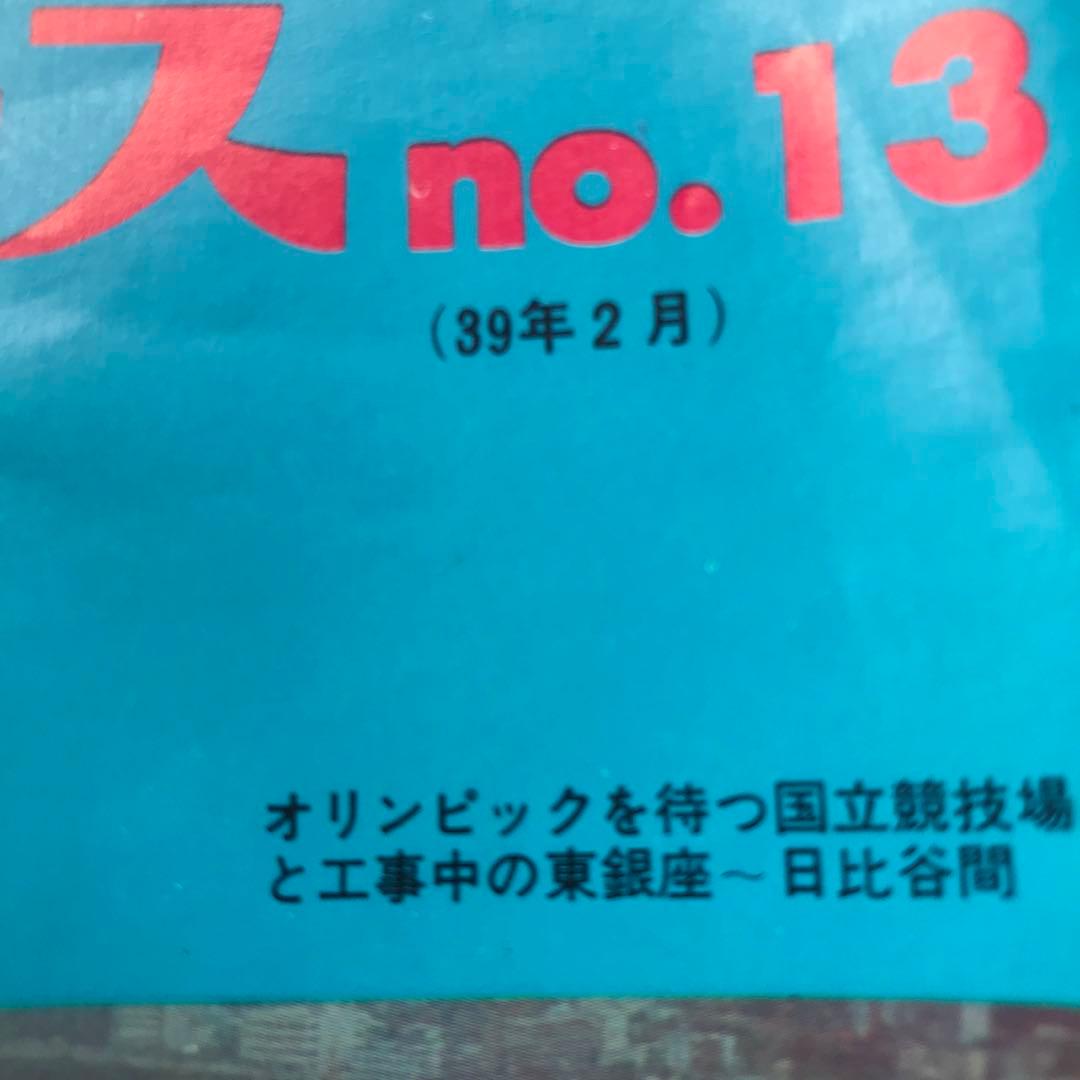 ス no.13
(39年2月)
オリンピックを待つ国立競技場
と工事中の東銀座～日比谷間